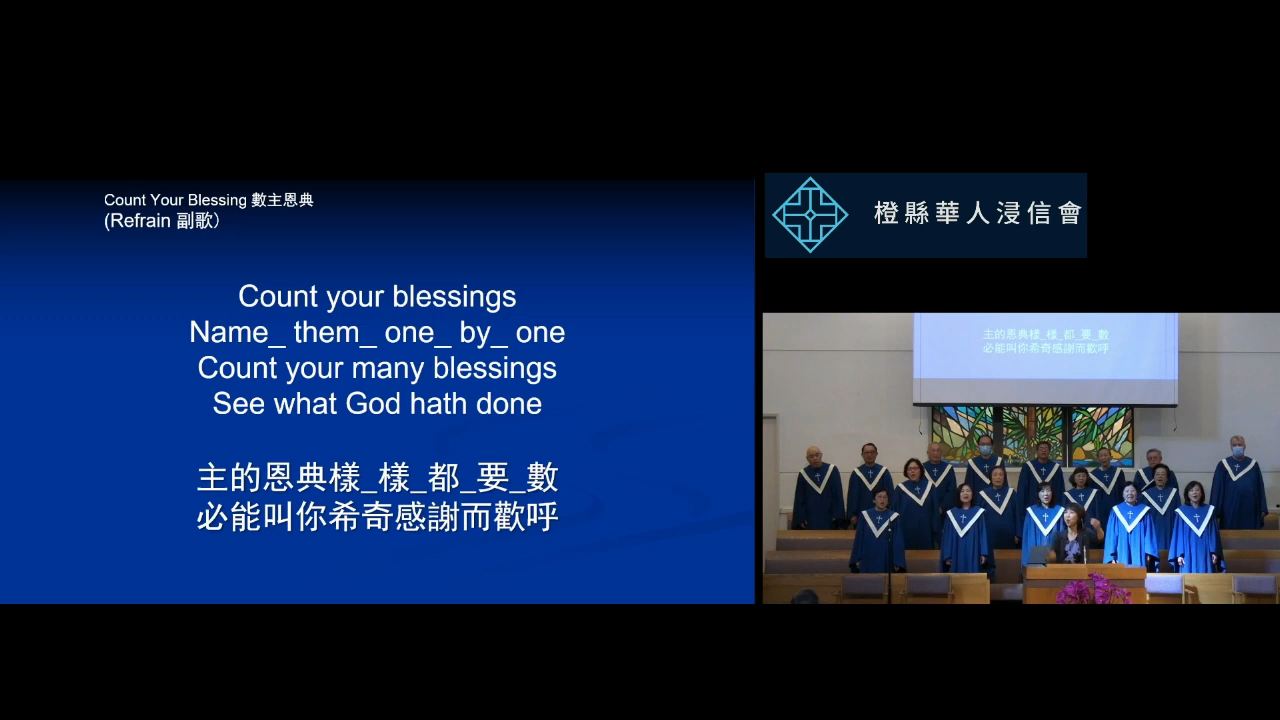 Count Your Blessing 數主恩典
(Refrain 副歌)
Count your blessings
Name_ them_ one_ by_ one
Count your many blessings
See what God hath done
主的恩典樣_樣_都_要_數
必能叫你希奇感謝而歡呼
橙縣華人浸信會
主的恩典樣_樣_都_要_數
必能叫你希奇感謝而歡呼